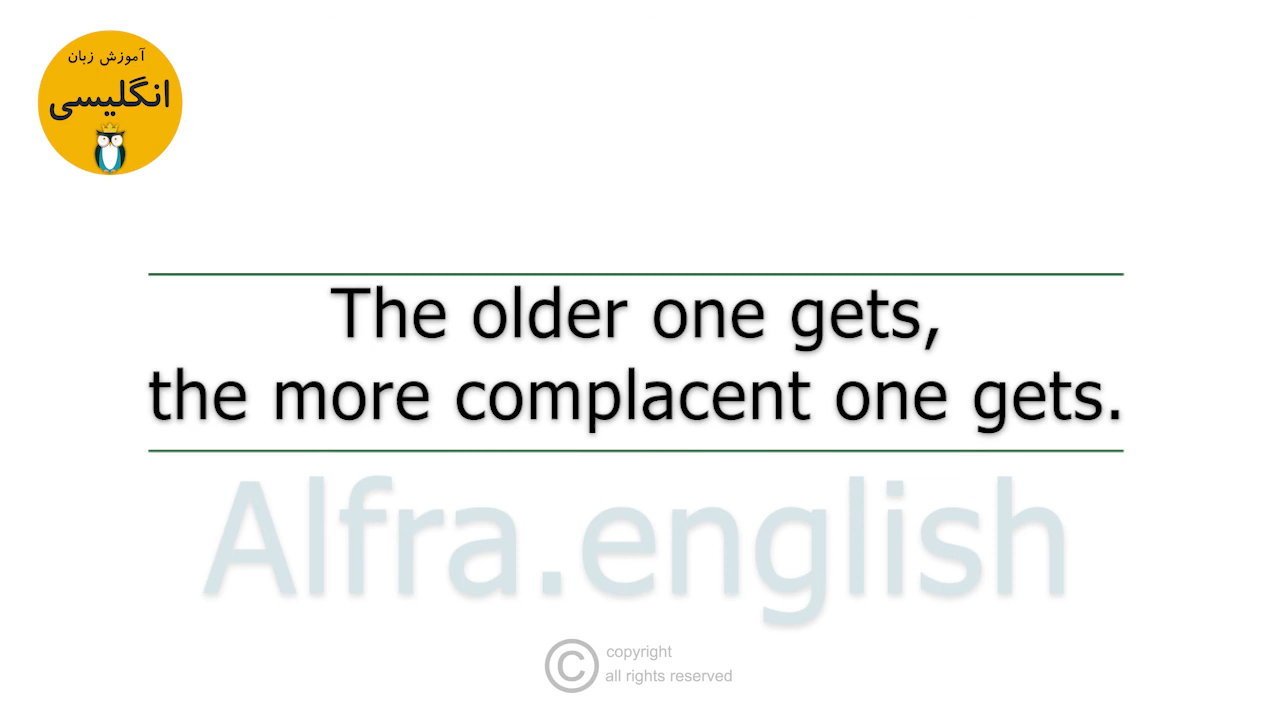 آموزش زبان
انگلیسی
The older one gets,
the more complacent one gets.
Alfra.english
© copyright
all rights reserved